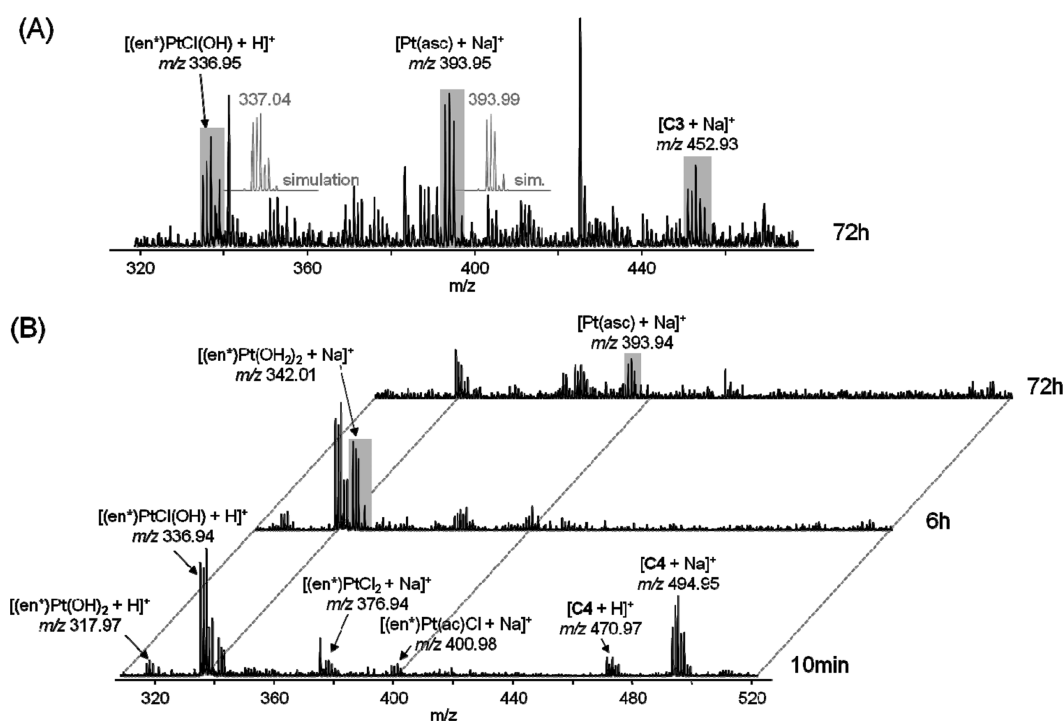 (A)
[(en*)PtCl(OH) + H]⁺
m/z 336.95
337.04
simulation
[Pt(asc) + Na]⁺
m/z 393.95
393.99
sim.
[C3 + Na]⁺
m/z 452.93
72h
320 360 400 440
m/z
(B)
[Pt(asc) + Na]⁺
m/z 393.94
72h
[(en*)Pt(OH₂)₂ + Na]⁺
m/z 342.01
6h
[(en*)PtCl(OH) + H]⁺
m/z 336.94
[(en*)Pt(OH)₂ + H]⁺
m/z 317.97
[(en*)PtCl₂ + Na]⁺
m/z 376.94
[(en*)Pt(ac)Cl + Na]⁺
m/z 400.98
[C4 + H]⁺
m/z 470.97
[C4 + Na]⁺
m/z 494.95
10min
320 360 400 440 480 520
m/z